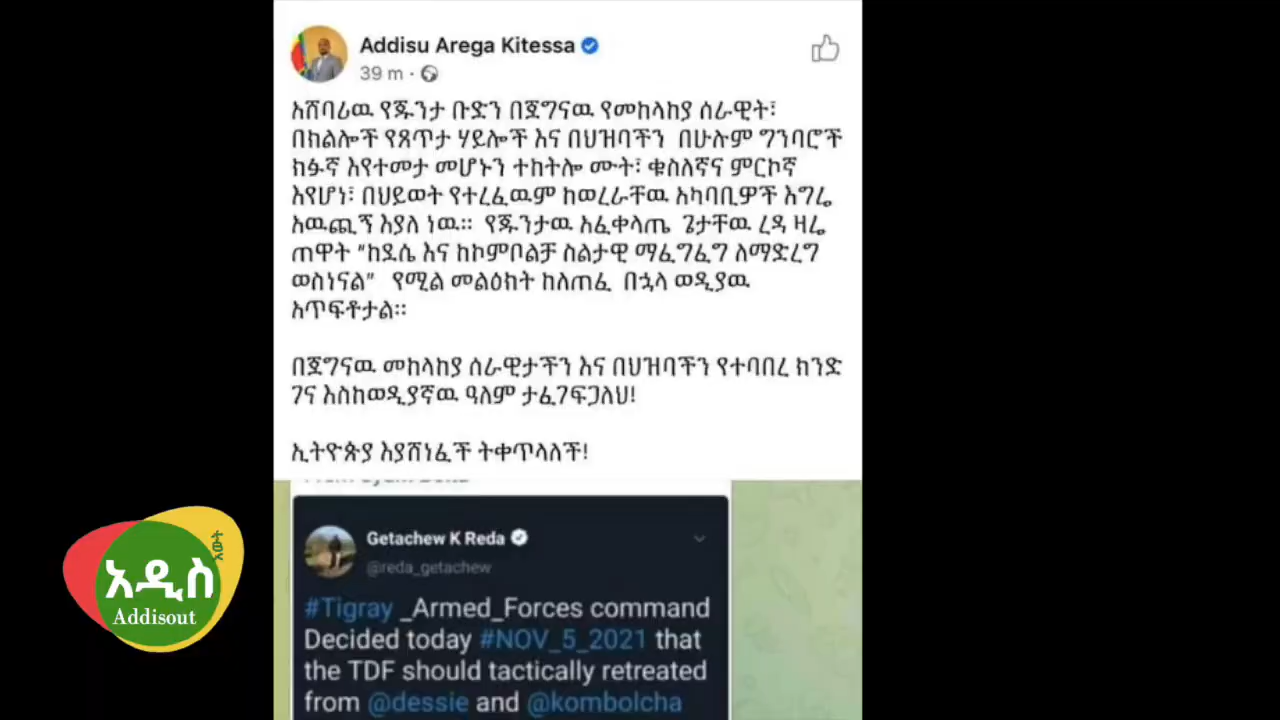 Addisu Arega Kitessa
39 m ·
አሸባሪዉ የጁንታ ቡድን በጀግናዉ የመከላከያ ሰራዊት፣
በክልሎች የጸጥታ ሃይሎች እና በህዝባችን በሁሉም ግንባሮች
ክፉኛ እየተመታ መሆኑን ተከትሎ ሙት፣ ቁስለኛና ምርኮኛ
እየሆነ፣ በህይወት የተረፈዉም ከወረራቸዉ አካባቢዎች እግሬ
አዉጪኝ እያለ ነዉ። የጁንታዉ አፈቀላጤ ጌታቸዉ ረዳ ዛሬ
ጠዋት “ከደሴ እና ከኮምቦልቻ ስልታዊ ማፈግፈግ ለማድረግ
ወስነናል” የሚል መልዕክት ከለጠፈ በኋላ ወዲያዉ
አጥፍቶታል።
በጀግናዉ መከላከያ ሰራዊታችን እና በህዝባችን የተባበረ ክንድ
ገና እስከወዲያኛዉ ዓለም ታፈገፍጋለህ!
ኢትዮጵያ እያሸነፈች ትቀጥላለች!
Getachew K Reda
@reda_getachew
#Tigray _Armed_Forces command
Decided today #NOV_5_2021 that
the TDF should tactically retreated
from @dessie and @kombolcha
አዲስ
Addisout